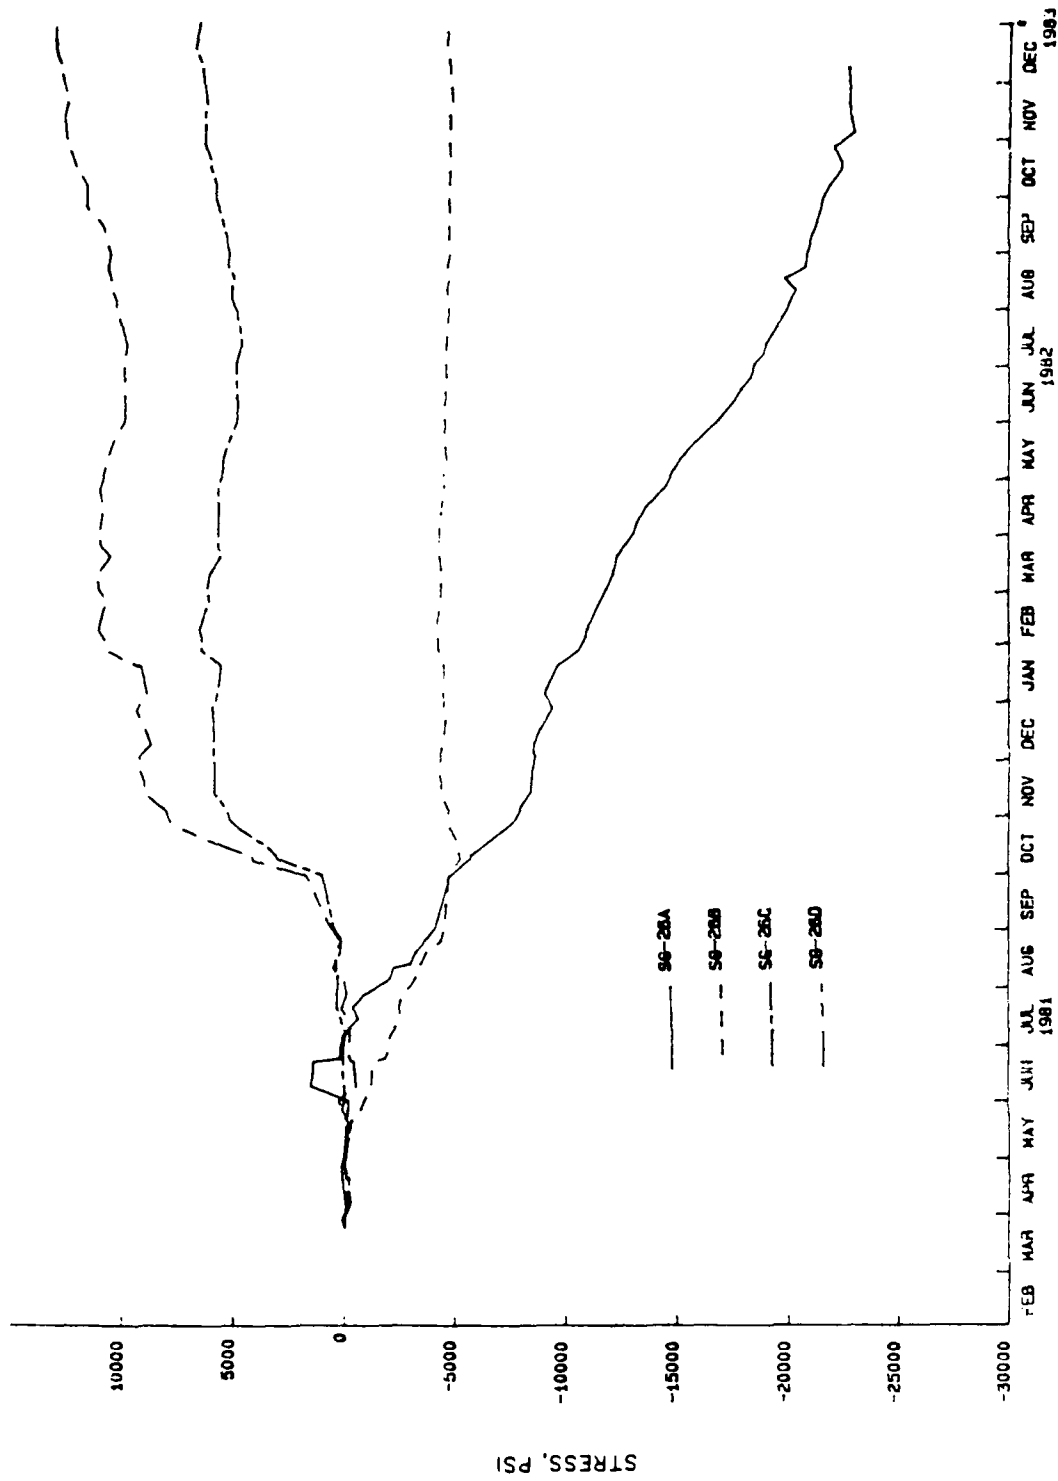 STRESS, PSI
10000
5000
0
-5000
-10000
-15000
-20000
-25000
-30000
SG-26A
SG-26B
SG-26C
SG-26D
FEB MAR APR MAY JUN JUL AUG SEP OCT NOV DEC JAN FEB MAR APR MAY JUN JUL AUG SEP OCT NOV DEC
1981 1982 1983